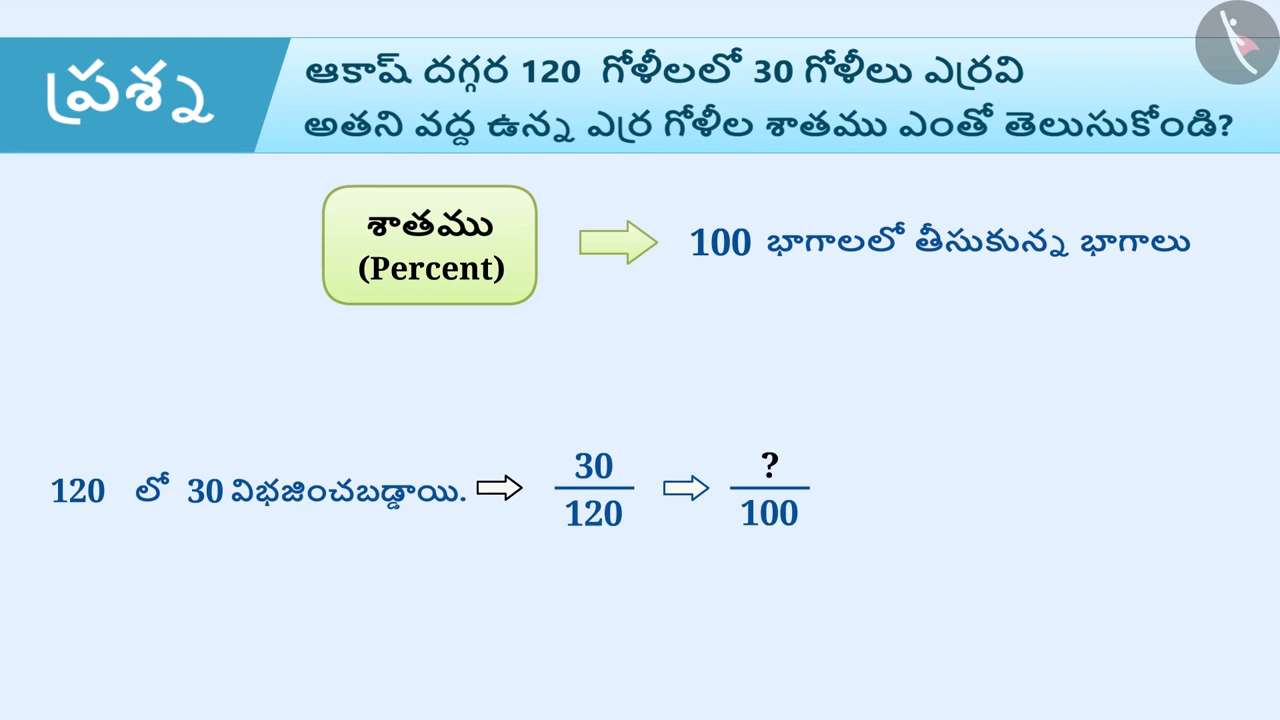 ప్రశ్న
ఆకాష్ దగ్గర 120 గోళీలలో 30 గోళీలు ఎర్రవి
అతని వద్ద ఉన్న ఎర్ర గోళీల శాతము ఎంతో తెలుసుకోండి?
శాతము
(Percent)
100 భాగాలలో తీసుకున్న భాగాలు
120 లో 30 విభజించబడ్డాయి.
30
120
?
100